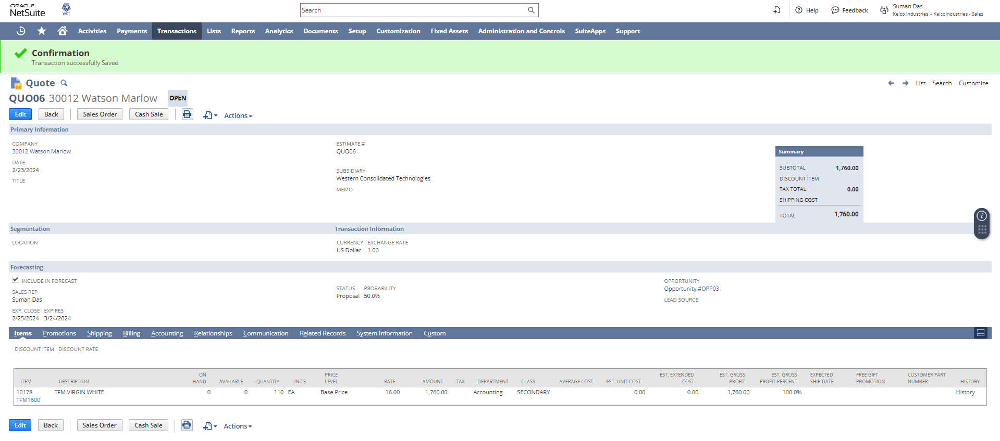 ORACLE
NetSuite
WCT
Search
Help
Feedback
Suman Das
Kelco Industries - KelcoIndustries - Sales
Activities Payments Transactions Lists Reports Analytics Documents Setup Customization Fixed Assets Administration and Controls SuiteApps Support
Confirmation
Transaction successfully Saved
Quote
List Search Customize
QUO06 30012 Watson Marlow OPEN
Edit Back Sales Order Cash Sale Actions
Primary Information
COMPANY
30012 Watson Marlow
DATE
2/23/2024
TITLE
ESTIMATE #
QUO06
SUBSIDIARY
Western Consolidated Technologies
MEMO
Summary
SUBTOTAL 1,760.00
DISCOUNT ITEM
TAX TOTAL 0.00
SHIPPING COST
TOTAL 1,760.00
Segmentation
LOCATION
Transaction Information
CURRENCY EXCHANGE RATE
US Dollar 1.00
Forecasting
INCLUDE IN FORECAST
SALES REP
Suman Das
EXP. CLOSE EXPIRES
2/25/2024 3/24/2024
STATUS PROBABILITY
Proposal 50.0%
OPPORTUNITY
Opportunity #OPP03
LEAD SOURCE
Items Promotions Shipping Billing Accounting Relationships Communication Related Records System Information Custom
DISCOUNT ITEM DISCOUNT RATE
ITEM DESCRIPTION ON HAND AVAILABLE QUANTITY UNITS PRICE LEVEL RATE AMOUNT TAX DEPARTMENT CLASS AVERAGE COST EST. UNIT COST EST. EXTENDED COST EST. GROSS PROFIT EST. GROSS PROFIT PERCENT EXPECTED SHIP DATE FREE GIFT PROMOTION CUSTOMER PART NUMBER HISTORY
10178 TFM VIRGIN WHITE 0 0 110 EA Base Price 16.00 1,760.00 Accounting SECONDARY 0.00 0.00 1,760.00 100.0% History
TFM1600
Edit Back Sales Order Cash Sale Actions